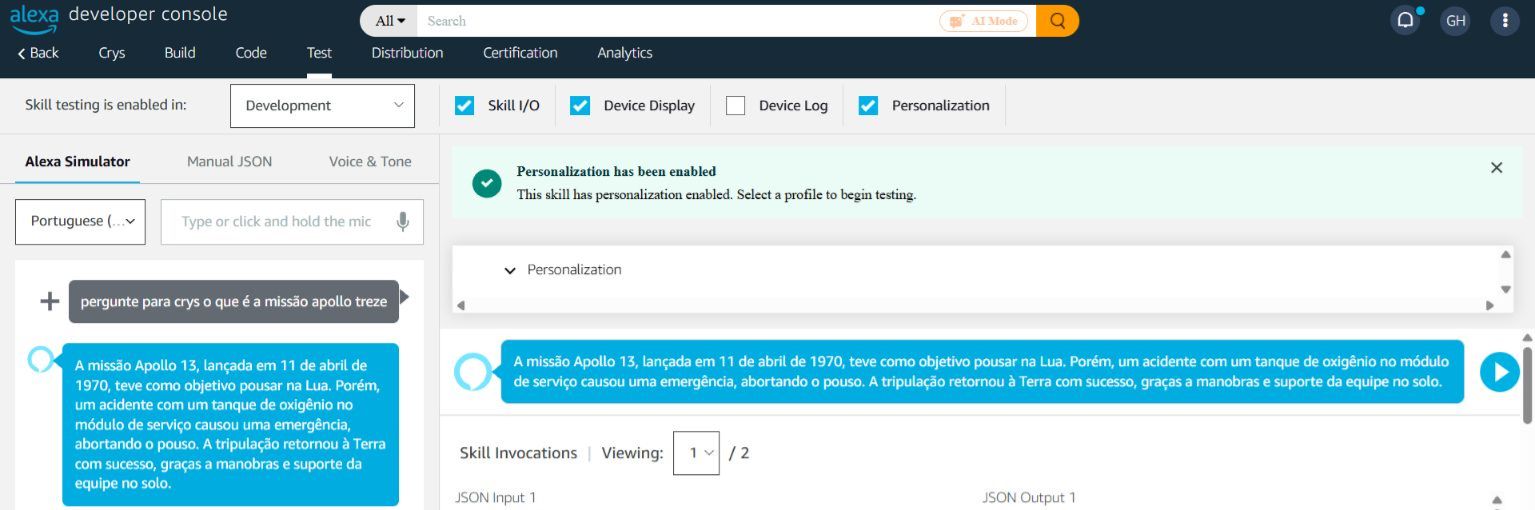 alexa developer console
All Search AI Mode GH
Back Crys Build Code Test Distribution Certification Analytics
Skill testing is enabled in: Development Skill I/O Device Display Device Log Personalization
Alexa Simulator Manual JSON Voice & Tone
Portuguese (... Type or click and hold the mic
pergunte para crys o que é a missão apollo treze
A missão Apollo 13, lançada em 11 de abril de
1970, teve como objetivo pousar na Lua. Porém,
um acidente com um tanque de oxigênio no
módulo de serviço causou uma emergência,
abortando o pouso. A tripulação retornou à Terra
com sucesso, graças a manobras e suporte da
equipe no solo.
Personalization has been enabled
This skill has personalization enabled. Select a profile to begin testing.
Personalization
A missão Apollo 13, lançada em 11 de abril de 1970, teve como objetivo pousar na Lua. Porém, um acidente com um tanque de oxigênio no módulo
de serviço causou uma emergência, abortando o pouso. A tripulação retornou à Terra com sucesso, graças a manobras e suporte da equipe no solo.
Skill Invocations | Viewing: 1 / 2
JSON Input 1 JSON Output 1